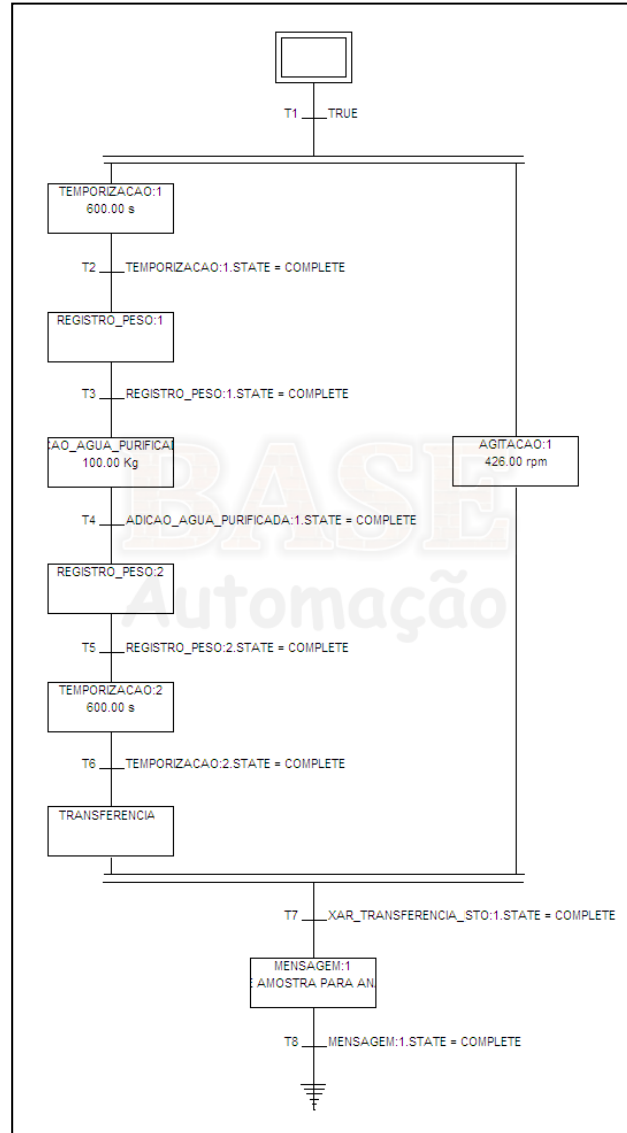 T1 TRUE
TEMPORIZACAO:1
600.00 s
T2 TEMPORIZACAO:1.STATE = COMPLETE
REGISTRO_PESO:1
T3 REGISTRO_PESO:1.STATE = COMPLETE
CAO_AGUA_PURIFICAD
100.00 Kg
AGITACAO:1
426.00 rpm
BASE
T4 ADICAO_AGUA_PURIFICADA:1.STATE = COMPLETE
REGISTRO_PESO:2
Automação
T5 REGISTRO_PESO:2.STATE = COMPLETE
TEMPORIZACAO:2
600.00 s
T6 TEMPORIZACAO:2.STATE = COMPLETE
TRANSFERENCIA
T7 XAR_TRANSFERENCIA_STO:1.STATE = COMPLETE
MENSAGEM:1
E AMOSTRA PARA AN
T8 MENSAGEM:1.STATE = COMPLETE